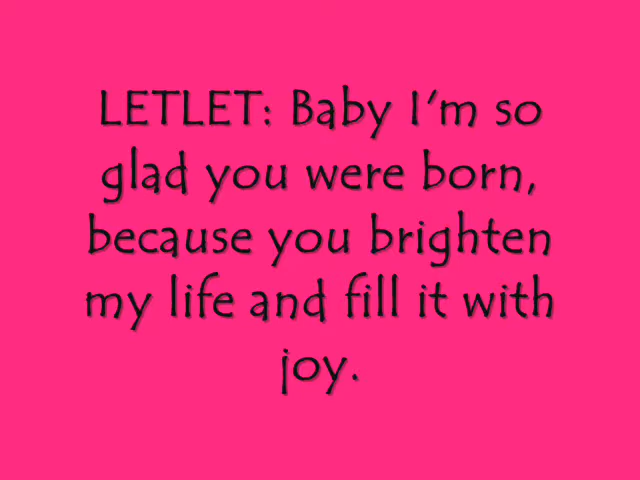 LETLET: Baby I'm so
glad you were born,
because you brighten
my life and fill it with
joy.